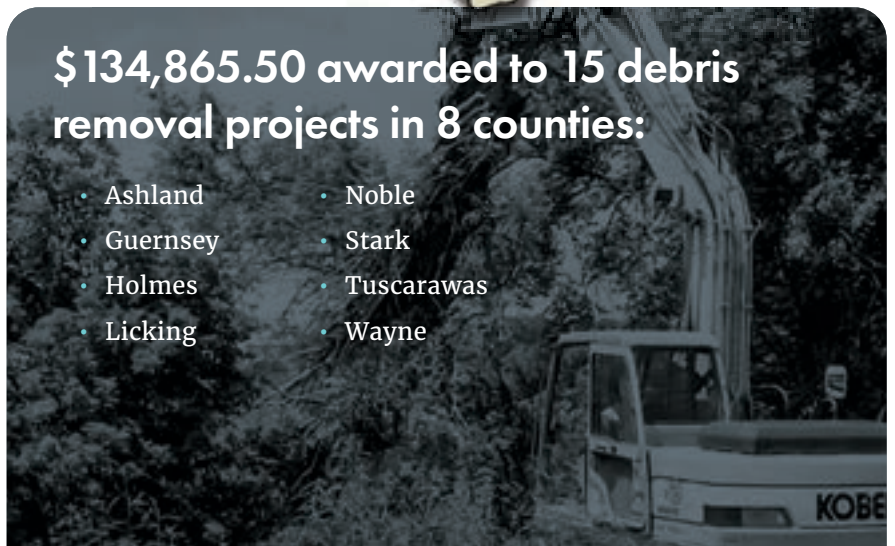 $134,865.50 awarded to 15 debris
removal projects in 8 counties:
• Ashland
• Guernsey
• Holmes
• Licking
• Noble
• Stark
• Tuscarawas
• Wayne
KOBE